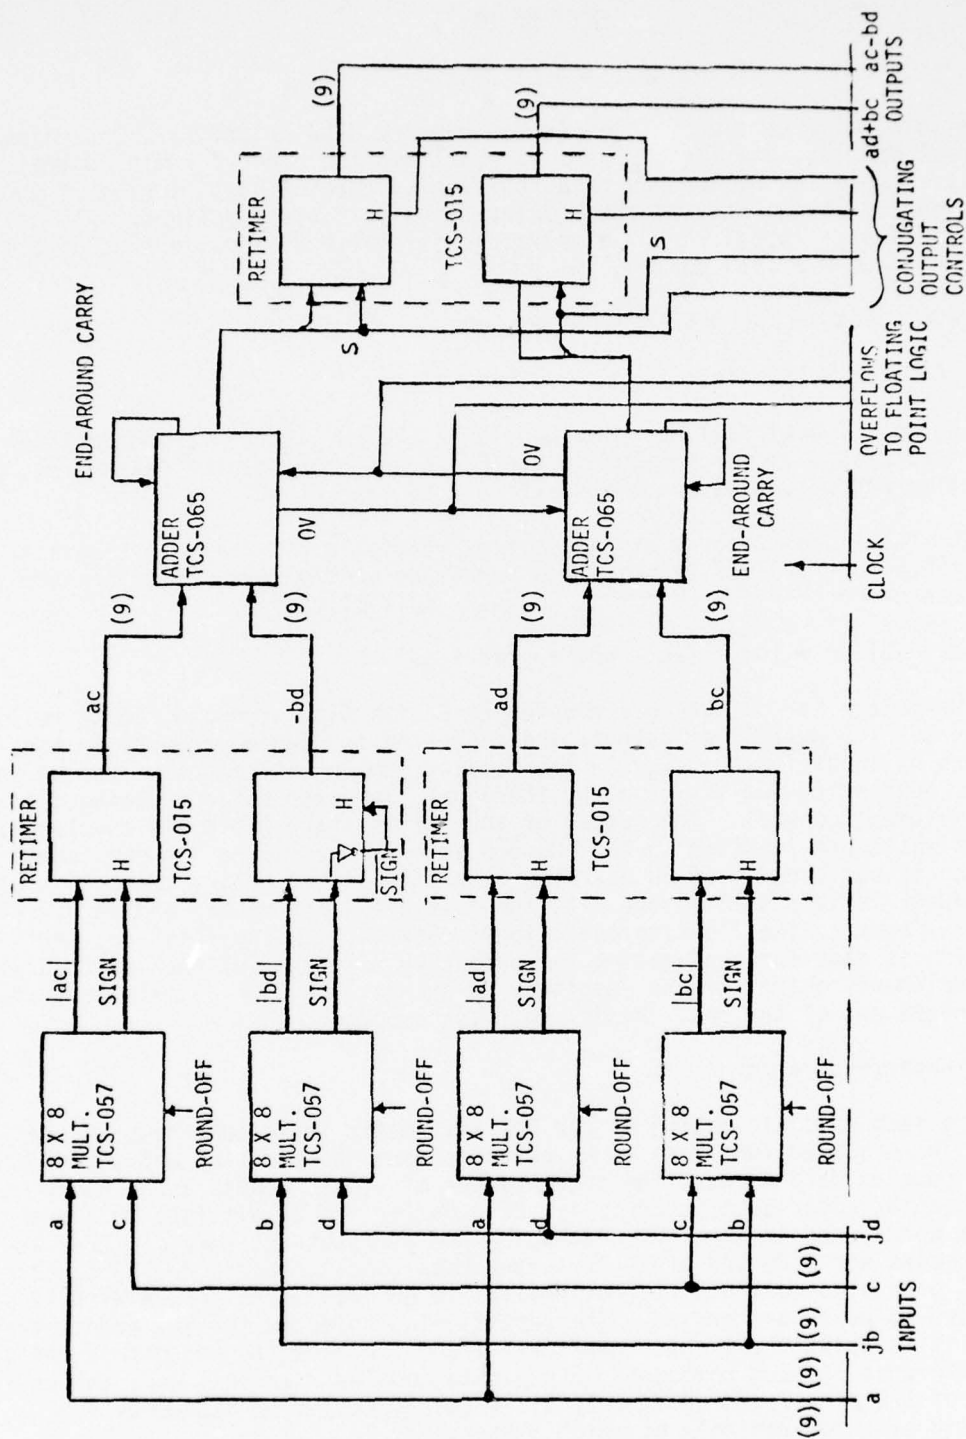 a
c
8 X 8
MULT.
TCS-057
ROUND-OFF
|ac|
SIGN
RETIMER
H
TCS-015
ac
(9)
b
d
8 X 8
MULT.
TCS-057
ROUND-OFF
|bd|
SIGN
H
SIGN
-bd
(9)
ADDER
TCS-065
END-AROUND CARRY
OV
S
RETIMER
H
TCS-015
H
(9)
(9)
S
a
d
8 X 8
MULT.
TCS-057
ROUND-OFF
|ad|
SIGN
RETIMER
H
TCS-015
ad
(9)
c
b
8 X 8
MULT.
TCS-057
ROUND-OFF
|bc|
SIGN
H
bc
(9)
ADDER
TCS-065
OV
END-AROUND
CARRY
(9)
(9)
(9)
(9)
a
jb
c
jd
INPUTS
CLOCK
OVERFLOWS
TO FLOATING
POINT LOGIC
CONJUGATING
OUTPUT
CONTROLS
ad+bc ac-bd
OUTPUTS